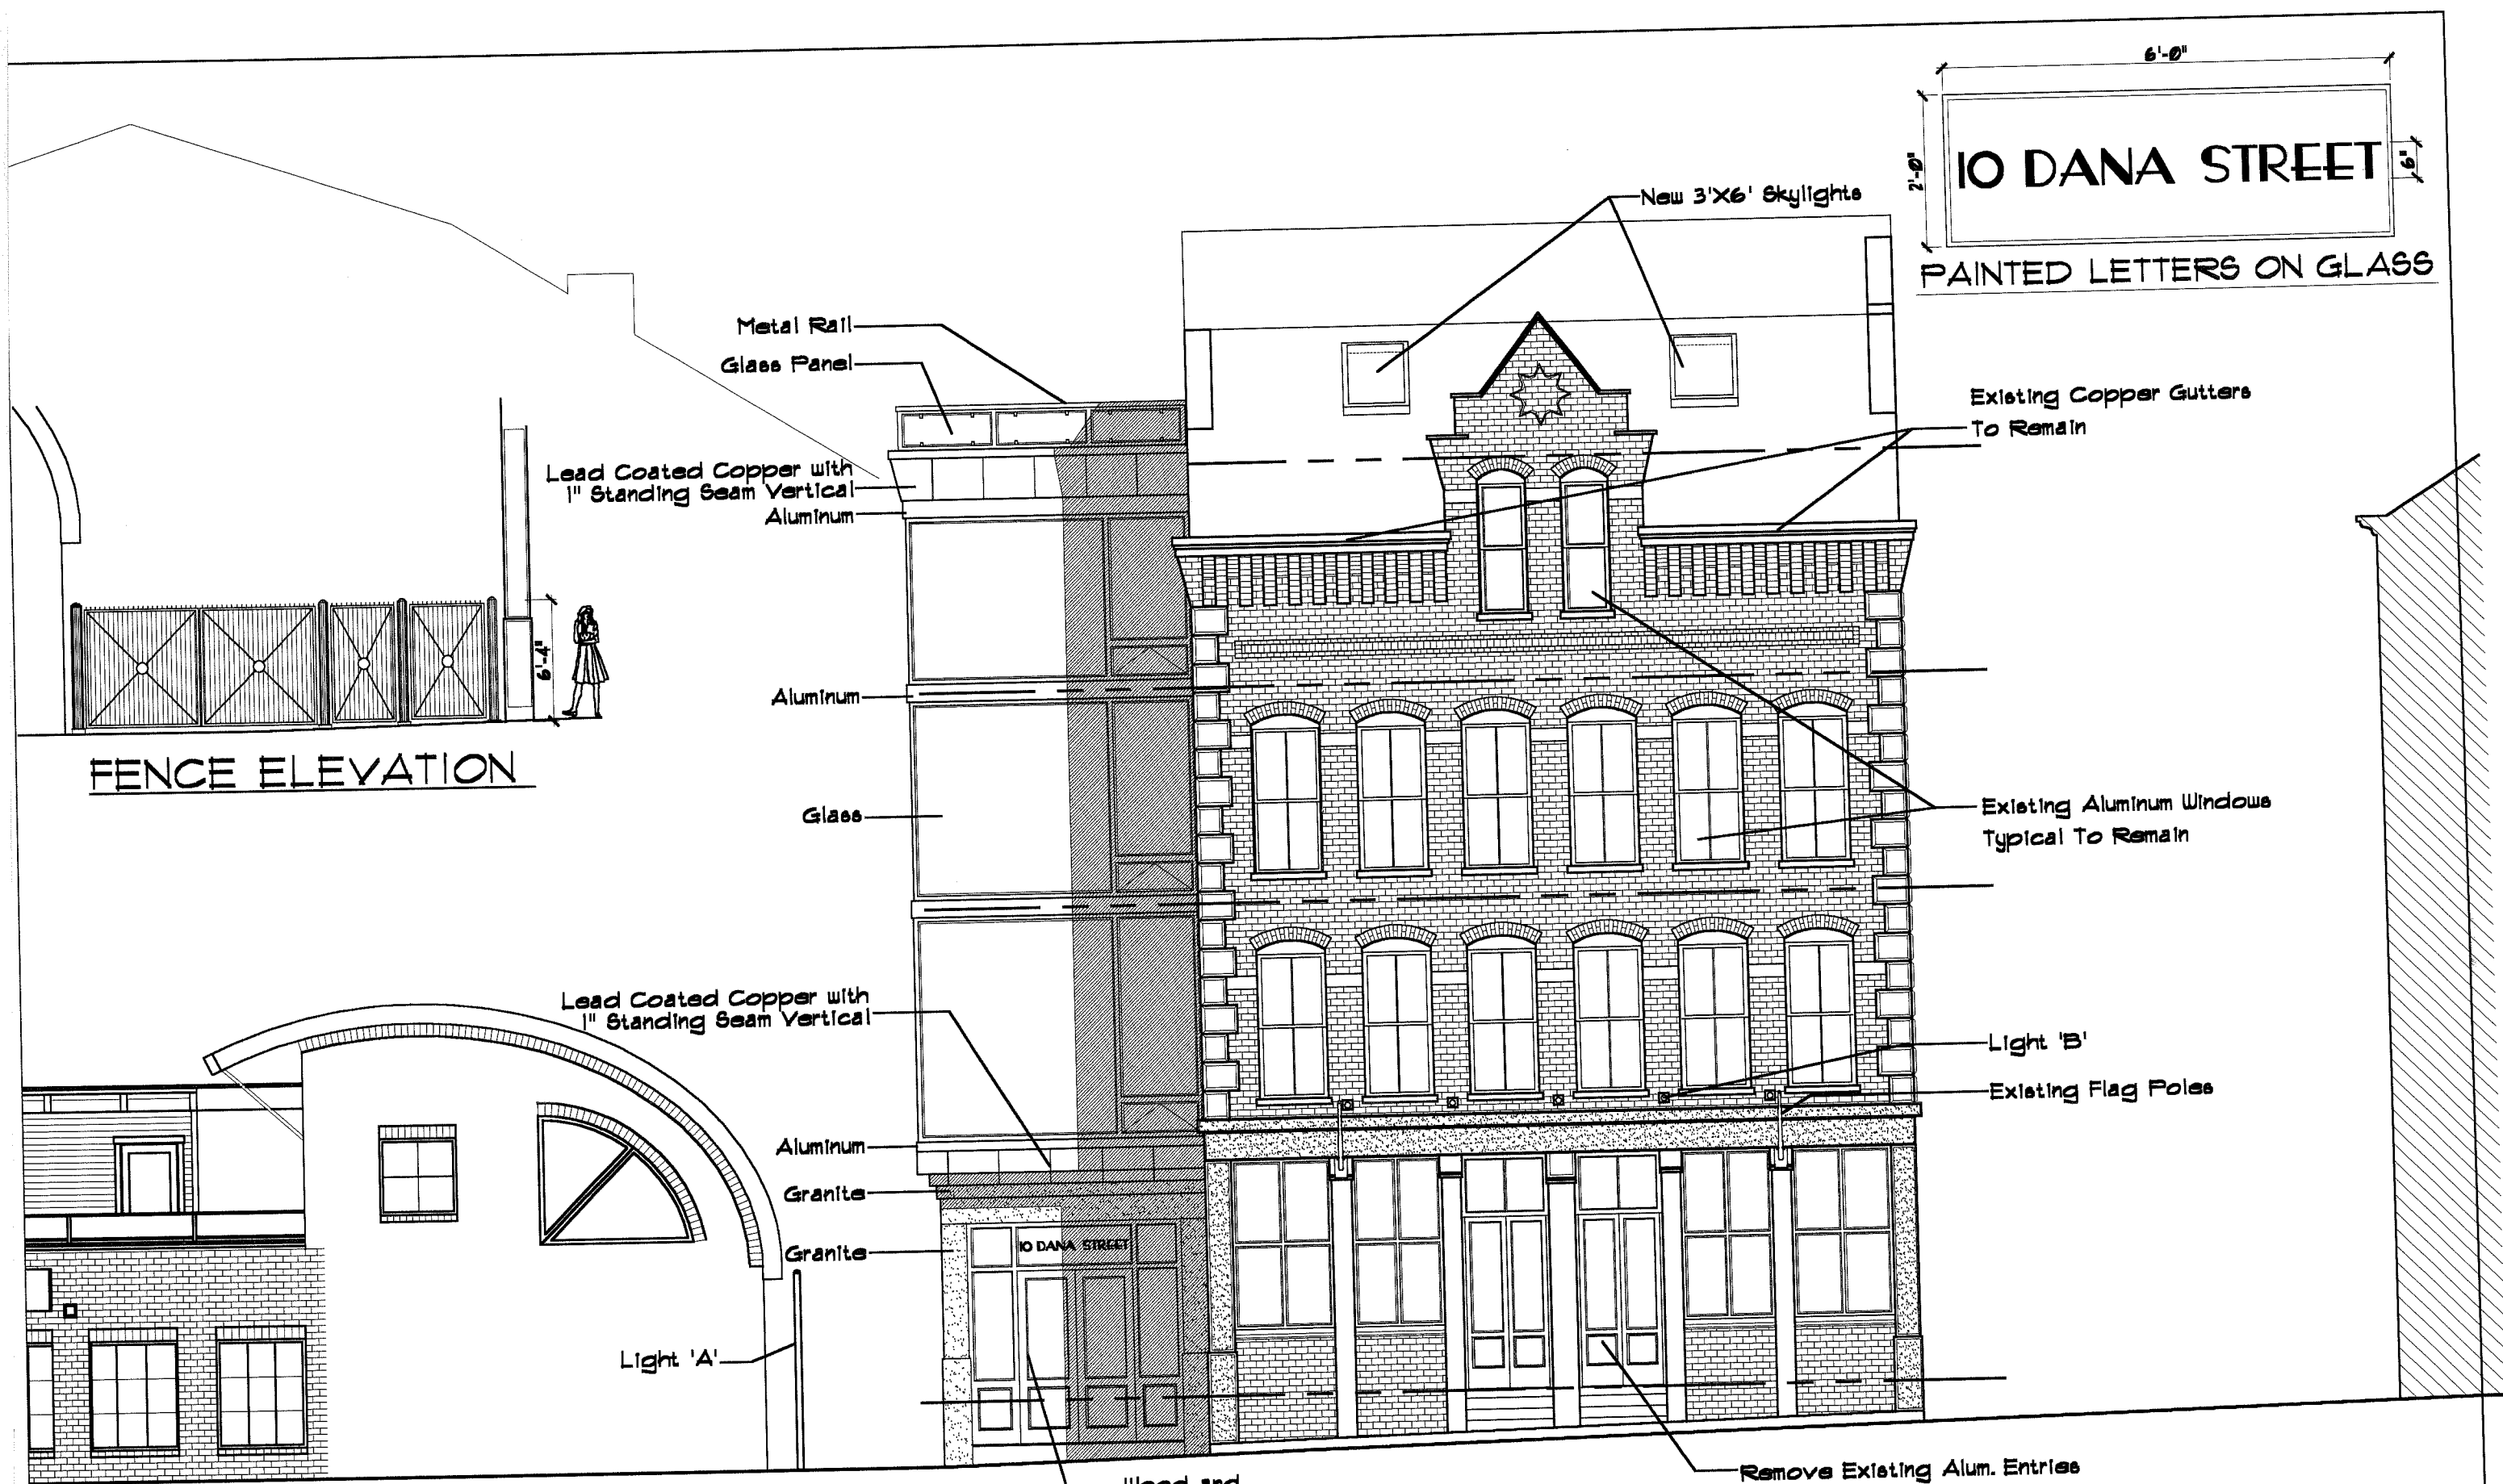 6'-0"
2'-0"
10 DANA STREET
6"
PAINTED LETTERS ON GLASS
New 3'X6' Skylights
Metal Rail
Glass Panel
Existing Copper Gutters
To Remain
Lead Coated Copper with
1" Standing Seam Vertical
Aluminum
6'-4"
FENCE ELEVATION
Aluminum
Glass
Existing Aluminum Windows
Typical To Remain
Lead Coated Copper with
1" Standing Seam Vertical
Light 'B'
Existing Flag Poles
Aluminum
Granite
10 DANA STREET
Granite
Light 'A'
Wood and
Remove Existing Alum. Entries